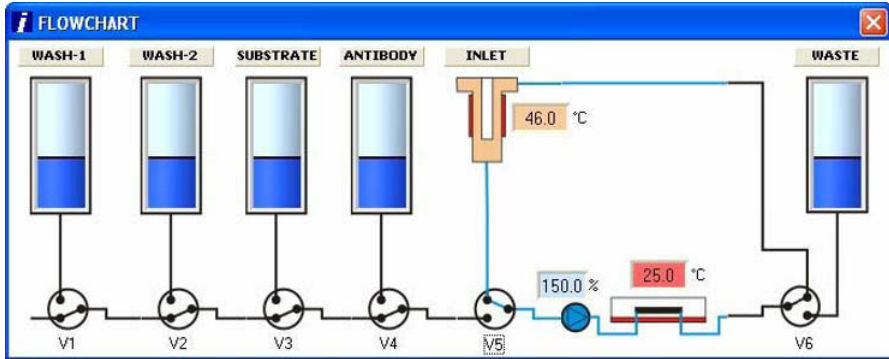 i FLOWCHART
WASH-1 WASH-2 SUBSTRATE ANTIBODY INLET WASTE
46.0 °C
25.0 °C
150.0 %
V1 V2 V3 V4 V5 V6